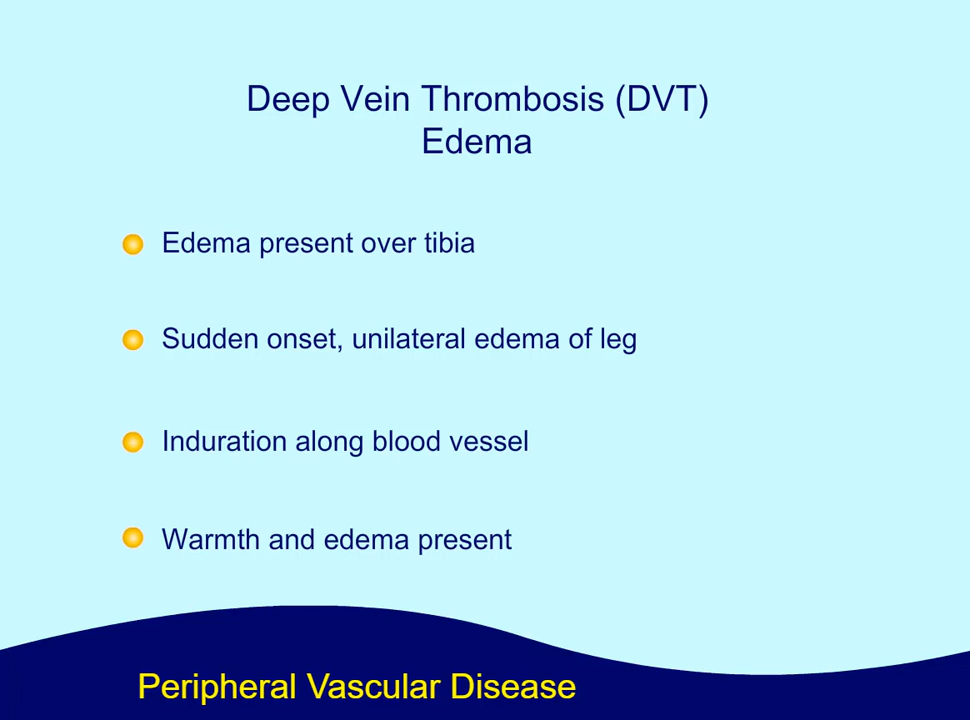 Deep Vein Thrombosis (DVT)
Edema
Edema present over tibia
Sudden onset, unilateral edema of leg
Induration along blood vessel
Warmth and edema present
Peripheral Vascular Disease